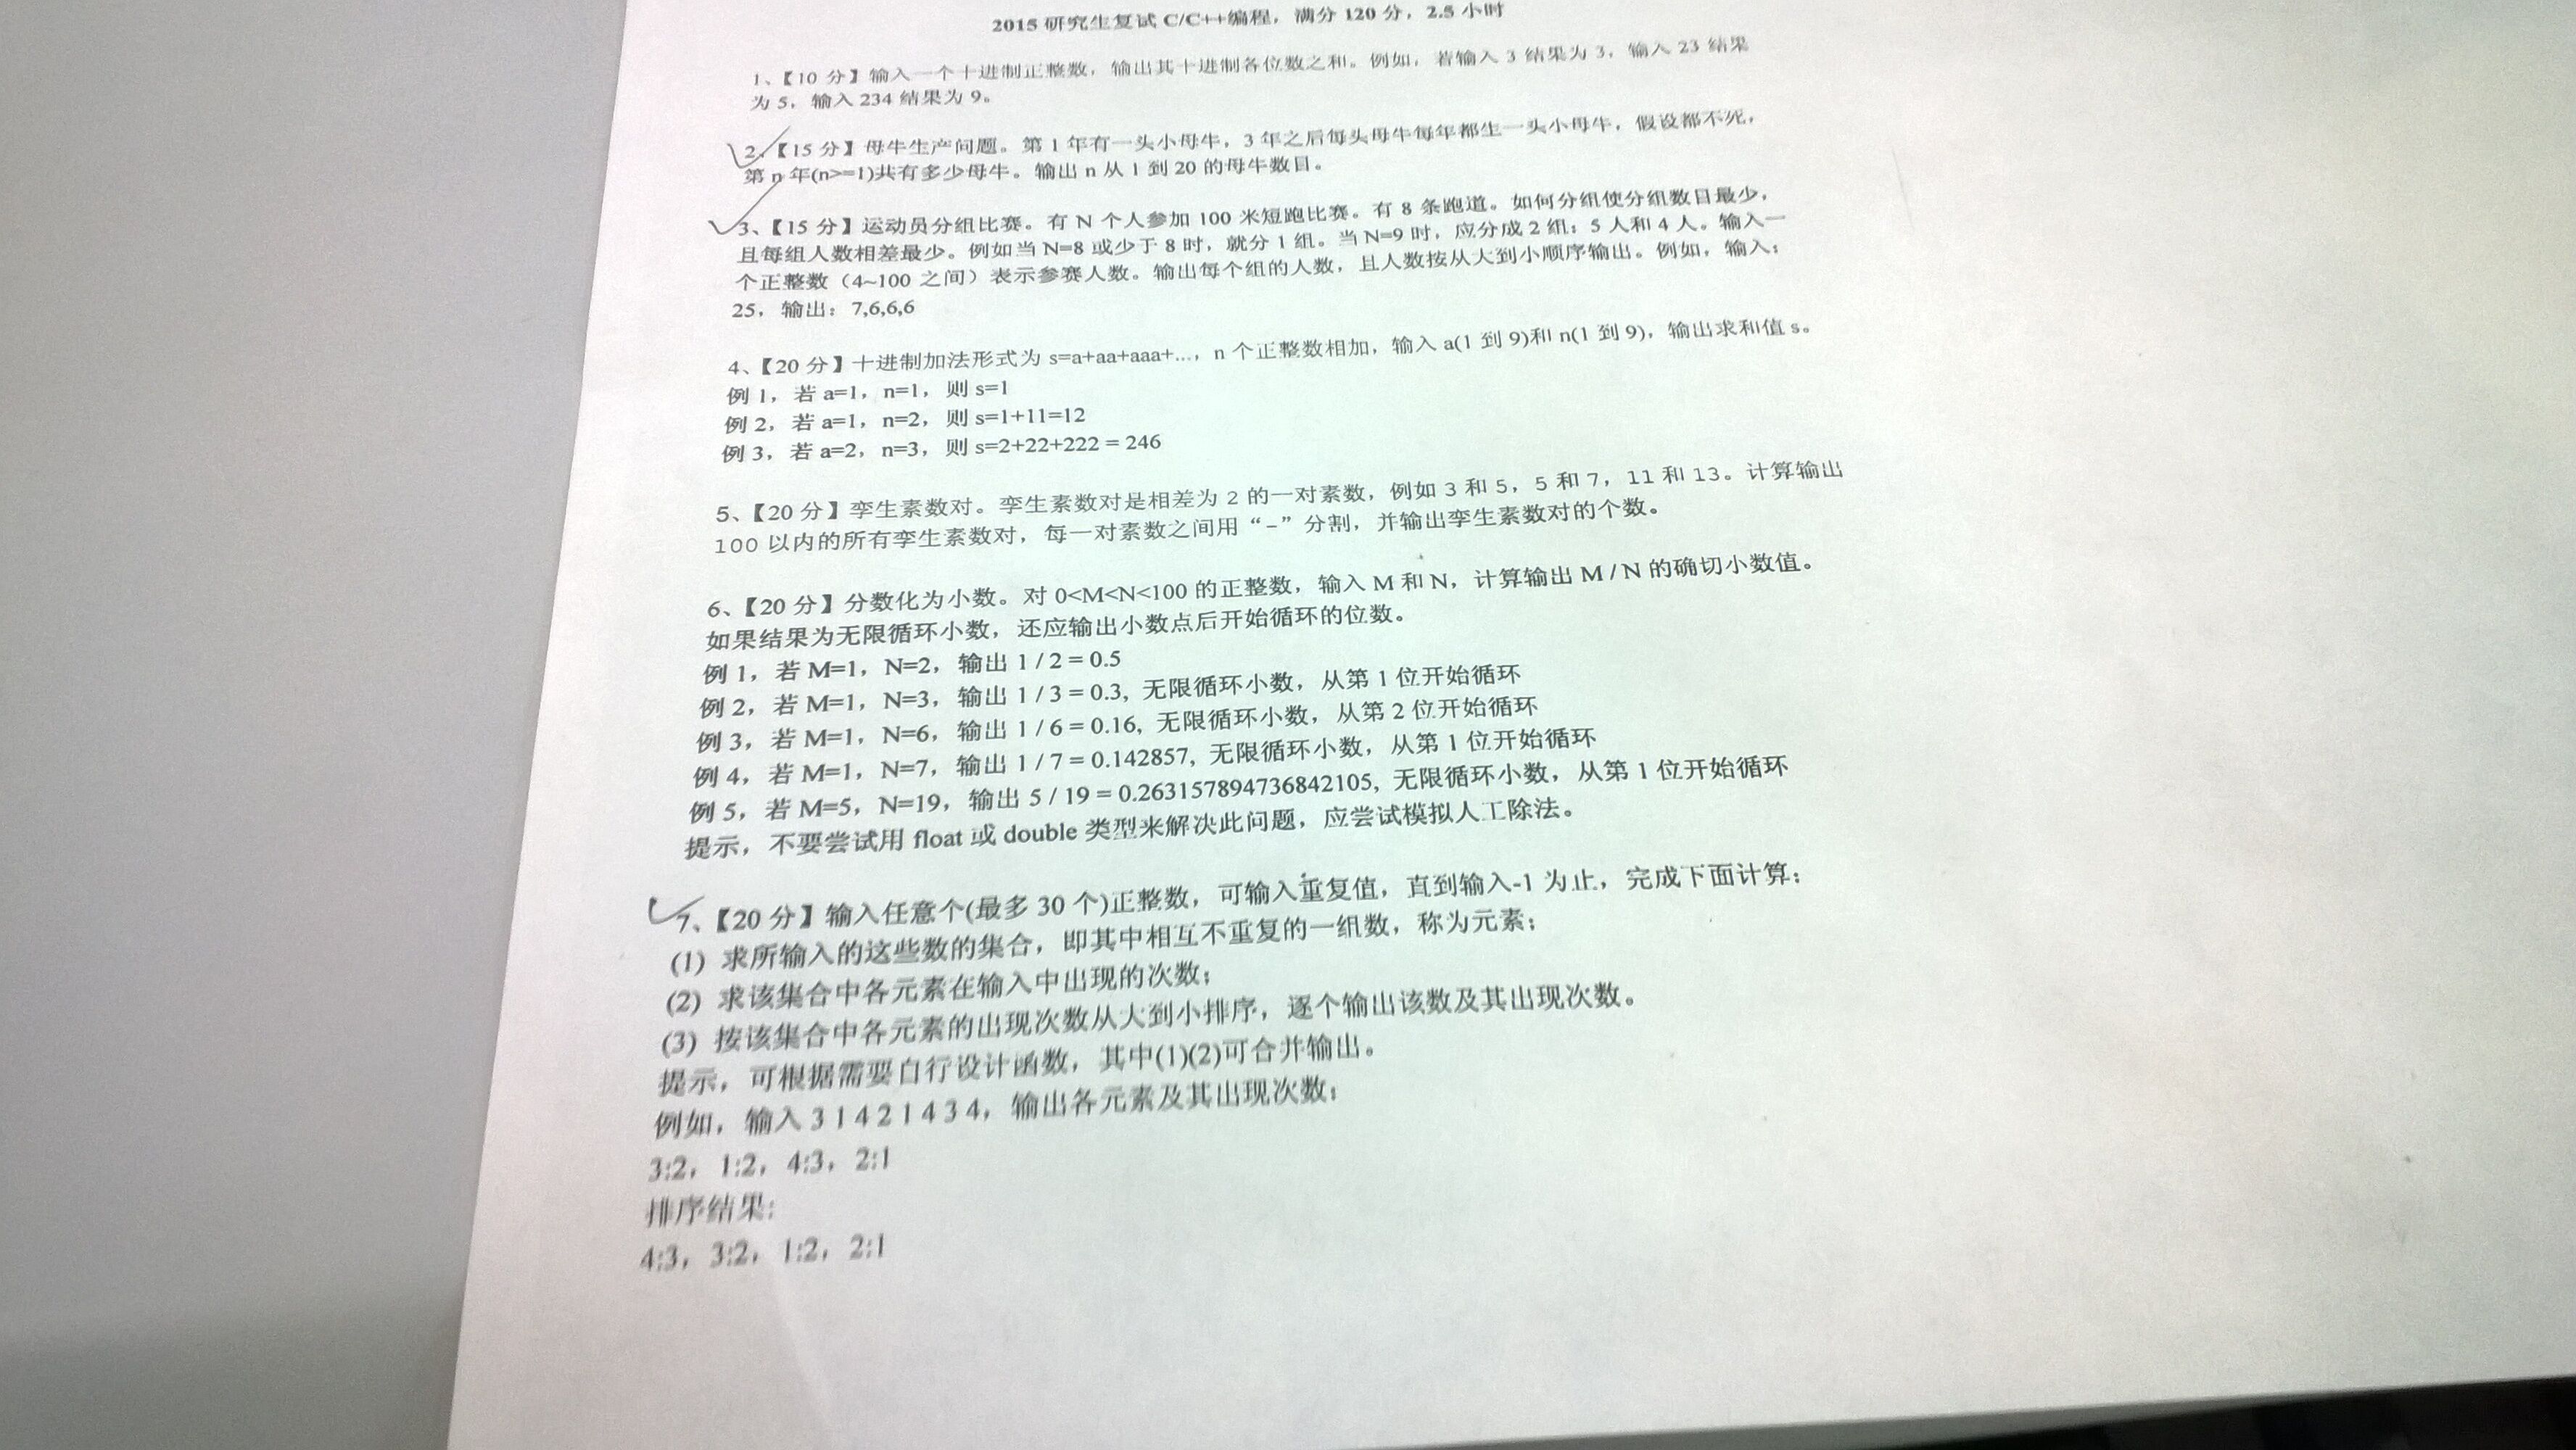 2015 研究生复试 C/C++编程，满分 120 分，2.5 小时
1、【10 分】输入一个十进制正整数，输出其十进制各位数之和。例如，若输入 3 结果为 3，输入 23 结果
为 5，输入 234 结果为 9。
2、【15 分】母牛生产问题。第 1 年有一头小母牛，3 年之后每头母牛每年都生一头小母牛，假设都不死，
第 n 年(n>=1)共有多少母牛。输出 n 从 1 到 20 的母牛数目。
3、【15 分】运动员分组比赛。有 N 个人参加 100 米短跑比赛。有 8 条跑道。如何分组使分组数目最少，
且每组人数相差最少。例如当 N=8 或少于 8 时，就分 1 组。当 N=9 时，应分成 2 组：5 人和 4 人。输入一
个正整数（4~100 之间）表示参赛人数。输出每个组的人数，且人数按从大到小顺序输出。例如，输入：
25，输出：7,6,6,6
4、【20 分】十进制加法形式为 s=a+aa+aaa+...，n 个正整数相加，输入 a(1 到 9)和 n(1 到 9)，输出求和值 s。
例 1，若 a=1，n=1，则 s=1
例 2，若 a=1，n=2，则 s=1+11=12
例 3，若 a=2，n=3，则 s=2+22+222 = 246
5、【20 分】孪生素数对。孪生素数对是相差为 2 的一对素数，例如 3 和 5，5 和 7，11 和 13。计算输出
100 以内的所有孪生素数对，每一对素数之间用“-”分割，并输出孪生素数对的个数。
6、【20 分】分数化为小数。对 0<M<N<100 的正整数，输入 M 和 N，计算输出 M / N 的确切小数值。
如果结果为无限循环小数，还应输出小数点后开始循环的位数。
例 1，若 M=1，N=2，输出 1 / 2 = 0.5
例 2，若 M=1，N=3，输出 1 / 3 = 0.3, 无限循环小数，从第 1 位开始循环
例 3，若 M=1，N=6，输出 1 / 6 = 0.16, 无限循环小数，从第 2 位开始循环
例 4，若 M=1，N=7，输出 1 / 7 = 0.142857, 无限循环小数，从第 1 位开始循环
例 5，若 M=5，N=19，输出 5 / 19 = 0.263157894736842105, 无限循环小数，从第 1 位开始循环
提示，不要尝试用 float 或 double 类型来解决此问题，应尝试模拟人工除法。
7、【20 分】输入任意个(最多 30 个)正整数，可输入重复值，直到输入-1 为止，完成下面计算：
(1) 求所输入的这些数的集合，即其中相互不重复的一组数，称为元素；
(2) 求该集合中各元素在输入中出现的次数；
(3) 按该集合中各元素的出现次数从大到小排序，逐个输出该数及其出现次数。
提示，可根据需要自行设计函数，其中(1)(2)可合并输出。
例如，输入 3 1 4 2 1 4 3 4，输出各元素及其出现次数：
3:2，1:2，4:3，2:1
排序结果：
4:3，3:2，1:2，2:1